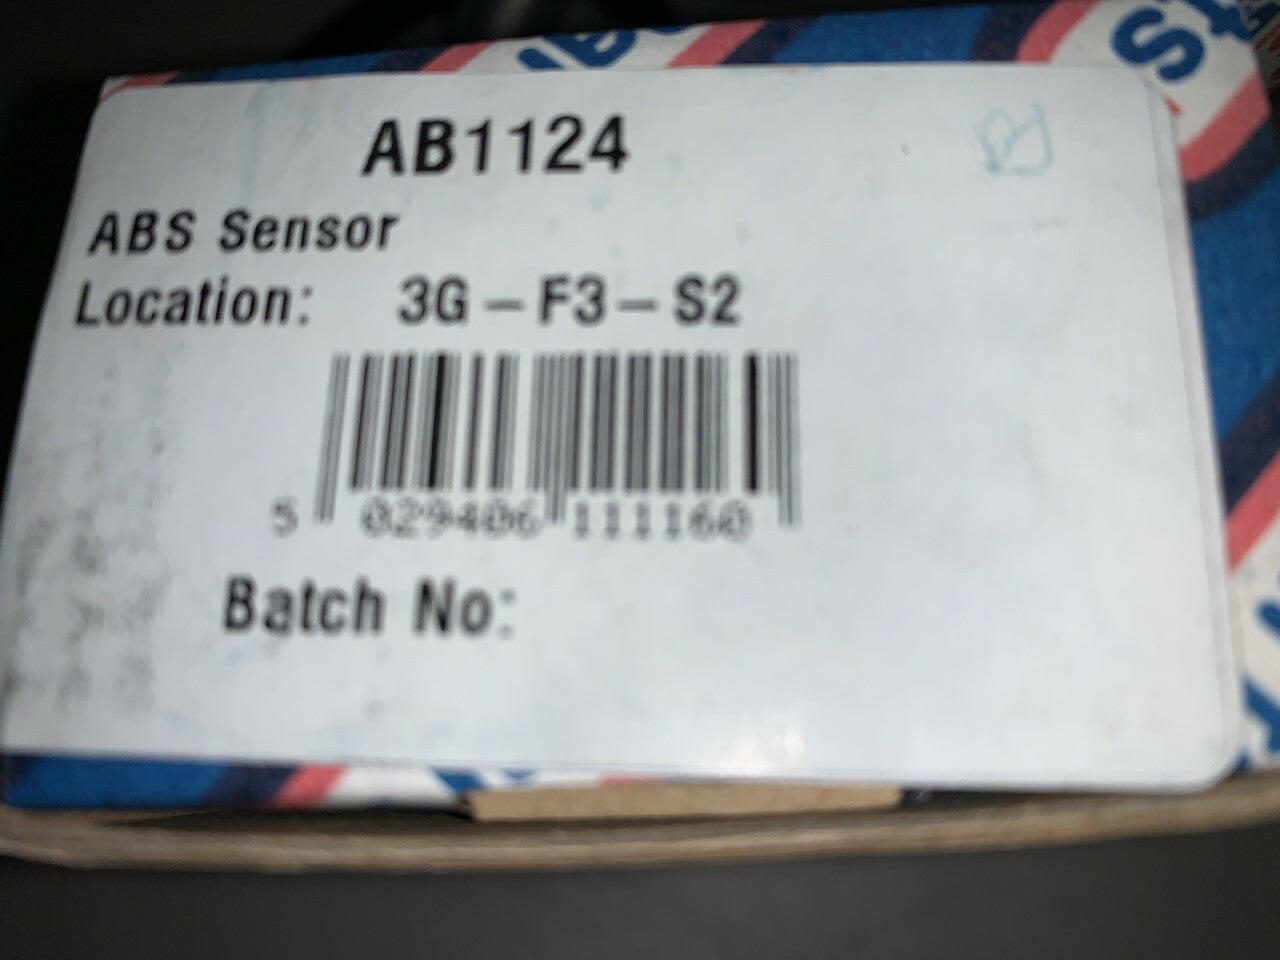 AB1124
ABS Sensor
Location: 3G - F3 - S2
5 029406 111160
Batch No: